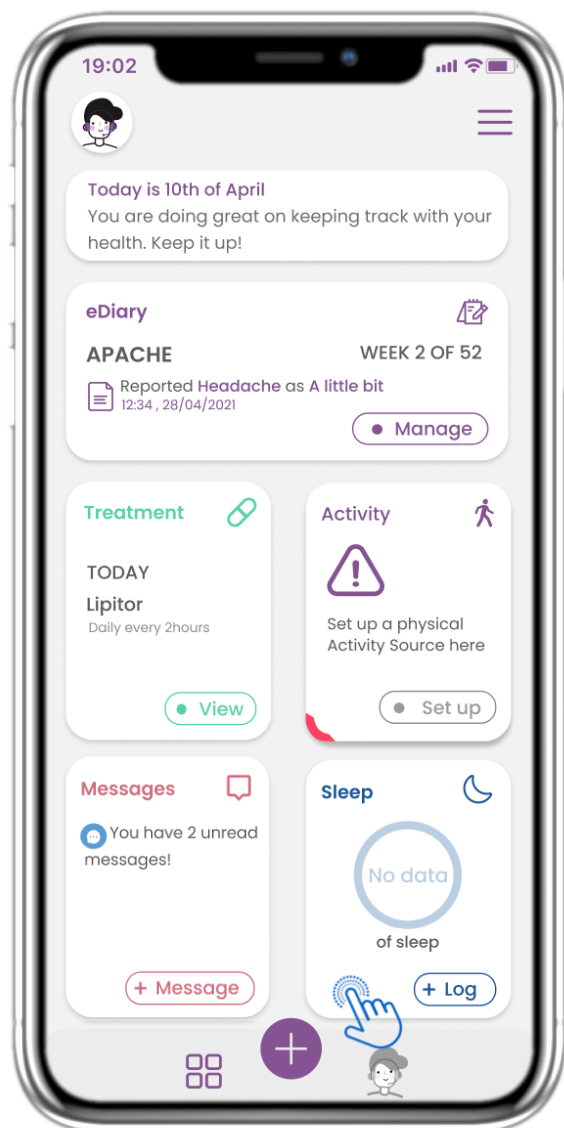 19:02
Today is 10th of April
You are doing great on keeping track with your
health. Keep it up!
eDiary
APACHE
WEEK 2 OF 52
Reported Headache as A little bit
12:34 , 28/04/2021
Manage
Treatment
TODAY
Lipitor
Daily every 2hours
View
Activity
Set up a physical
Activity Source here
Set up
Messages
You have 2 unread
messages!
+ Message
Sleep
No data
of sleep
+ Log